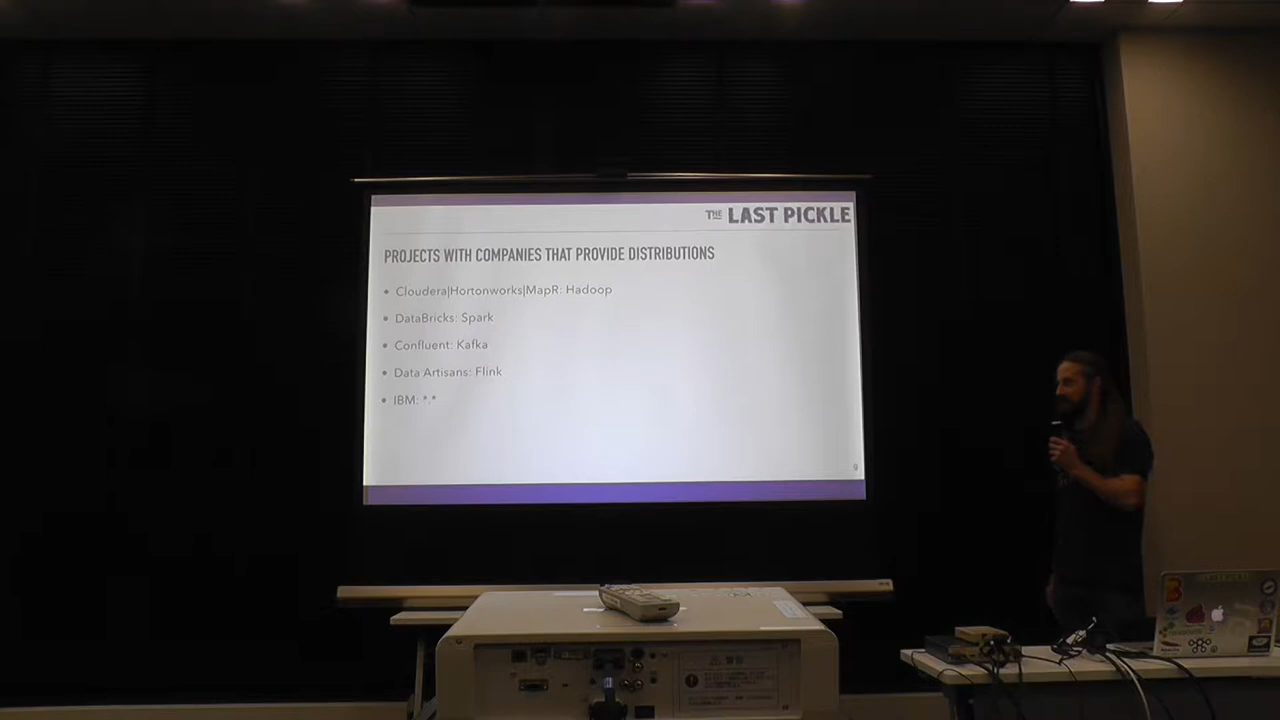 THE LAST PICKLE
PROJECTS WITH COMPANIES THAT PROVIDE DISTRIBUTIONS
• Cloudera|Hortonworks|MapR: Hadoop
• DataBricks: Spark
• Confluent: Kafka
• Data Artisans: Flink
• IBM: *.*
9